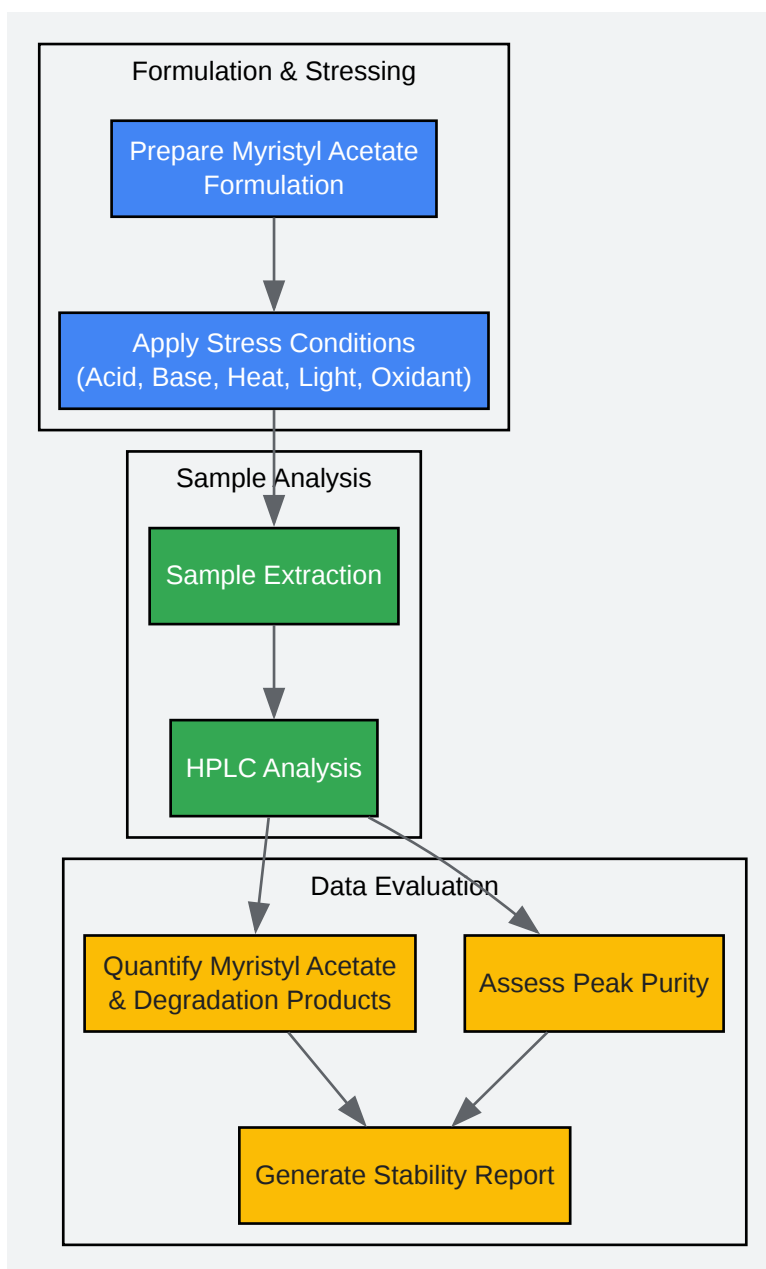 Formulation & Stressing
Prepare Myristyl Acetate
Formulation
Apply Stress Conditions
(Acid, Base, Heat, Light, Oxidant)
Sample Analysis
Sample Extraction
HPLC Analysis
Data Evaluation
Quantify Myristyl Acetate
& Degradation Products
Assess Peak Purity
Generate Stability Report